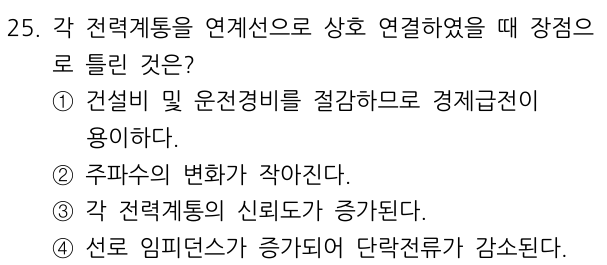 25. 각 전력계통을 연계선으로 상호 연결하였을 때 장점으
로 틀린 것은?
① 건설비 및 운전경비를 절감하므로 경제급전이
용이하다.
② 주파수의 변화가 작아진다.
③ 각 전력계통의 신뢰도가 증가된다.
④ 선로 임피던스가 증가되어 단락전류가 감소된다.